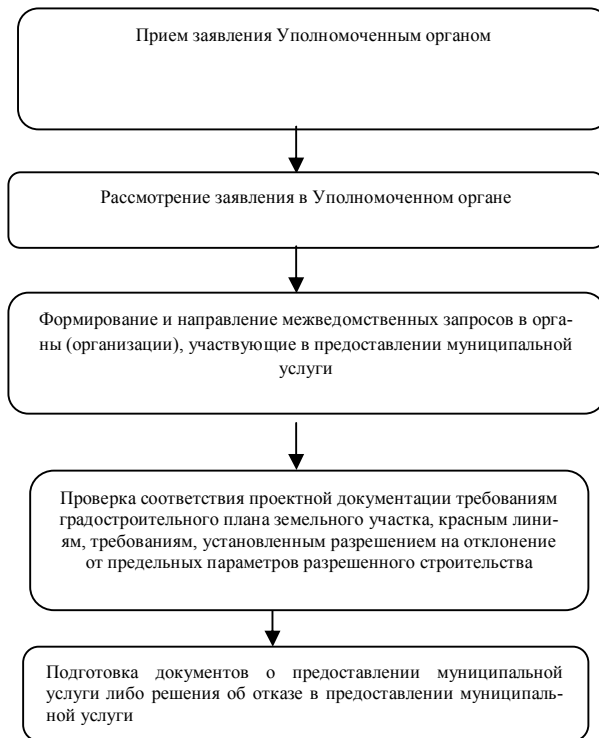 Прием заявления Уполномоченным органом
Рассмотрение заявления в Уполномоченном органе
Формирование и направление межведомственных запросов в орга-
ны (организации), участвующие в предоставлении муниципальной
услуги
Проверка соответствия проектной документации требованиям
градостроительного плана земельного участка, красным лини-
ям, требованиям, установленным разрешением на отклонение
от предельных параметров разрешенного строительства
Подготовка документов о предоставлении муниципальной
услуги либо решения об отказе в предоставлении муниципаль-
ной услуги